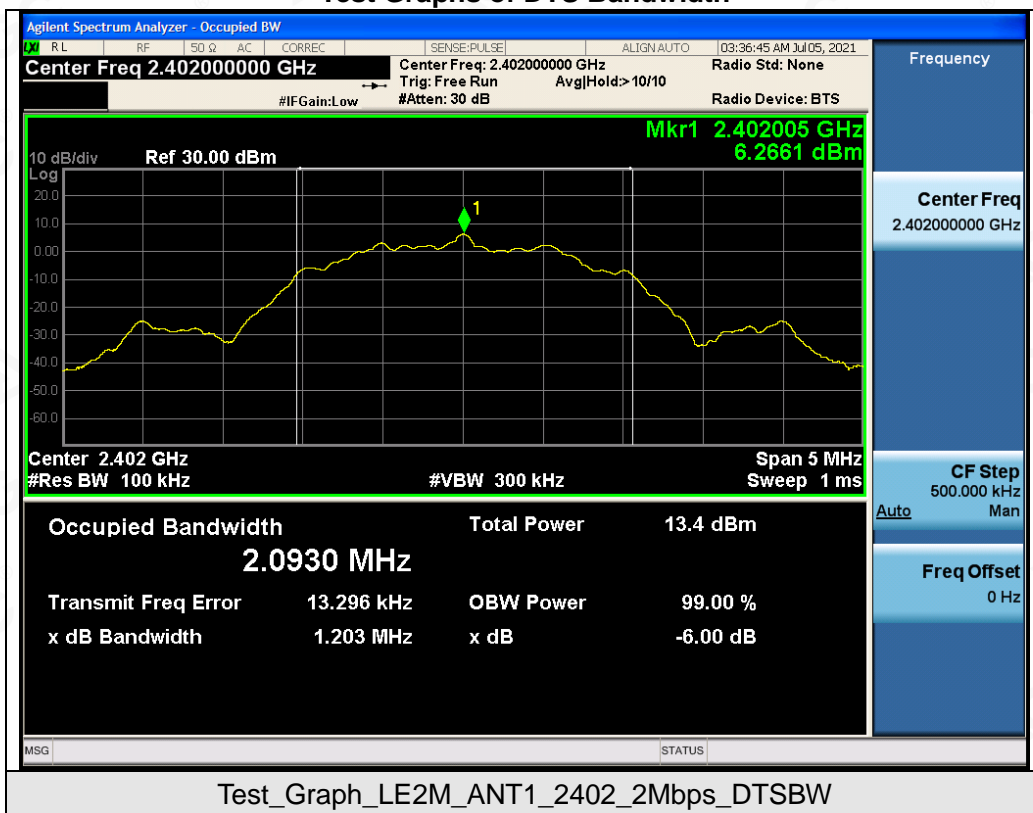 Test Graphs of DTS Bandwidth
Agilent Spectrum Analyzer - Occupied BW
LXI RL RF 50 Ω AC CORREC SENSE:PULSE ALIGN AUTO 03:36:45 AM Jul 05, 2021
Center Freq 2.402000000 GHz
Center Freq: 2.402000000 GHz
Radio Std: None
Trig: Free Run Avg|Hold:>10/10
#IFGain:Low #Atten: 30 dB Radio Device: BTS
Frequency
Mkr1 2.402005 GHz
6.2661 dBm
10 dB/div Ref 30.00 dBm
Log
20.0
10.0
0.00
-10.0
-20.0
-30.0
-40.0
-50.0
-60.0
1
Center Freq
2.402000000 GHz
Center 2.402 GHz Span 5 MHz
#Res BW 100 kHz #VBW 300 kHz Sweep 1 ms
CF Step
500.000 kHz
Auto Man
Occupied Bandwidth Total Power 13.4 dBm
2.0930 MHz
Freq Offset
0 Hz
Transmit Freq Error 13.296 kHz OBW Power 99.00 %
x dB Bandwidth 1.203 MHz x dB -6.00 dB
MSG STATUS
Test_Graph_LE2M_ANT1_2402_2Mbps_DTSBW